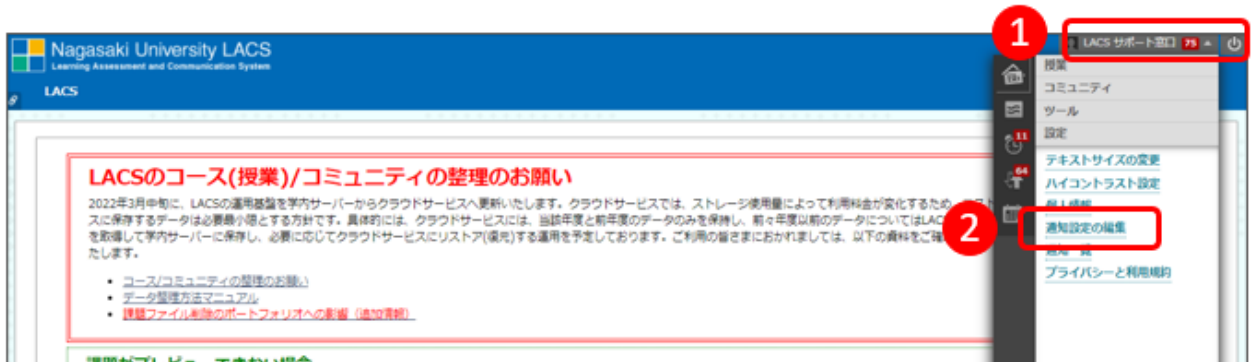 1
Nagasaki University LACS
Learning Assessment and Communication System
LACS サポート窓口 75
LACS
授業
コミュニティ
ツール
設定
11
64
テキストサイズの変更
ハイコントラスト設定
個人情報
2
通知設定の編集
通知一覧
プライバシーと利用規約
LACSのコース(授業)/コミュニティの整理のお願い
2022年3月中旬に、LACSの運用基盤を学内サーバーからクラウドサービスへ更新いたします。クラウドサービスでは、ストレージ使用量によって利用料金が変化するため、
スに保存するデータは必要最小限とする方針です。具体的には、クラウドサービスには、当該年度と前年度のデータのみを保持し、前々年度以前のデータについてはLAC
を取得して学内サーバーに保存し、必要に応じてクラウドサービスにリストア(復元)する運用を予定しております。ご利用の皆さまにおかれましては、以下の資料をご確
たします。
コース/コミュニティの整理のお願い
データ整理方法マニュアル
課題ファイル削除のポートフォリオへの影響（追加情報）